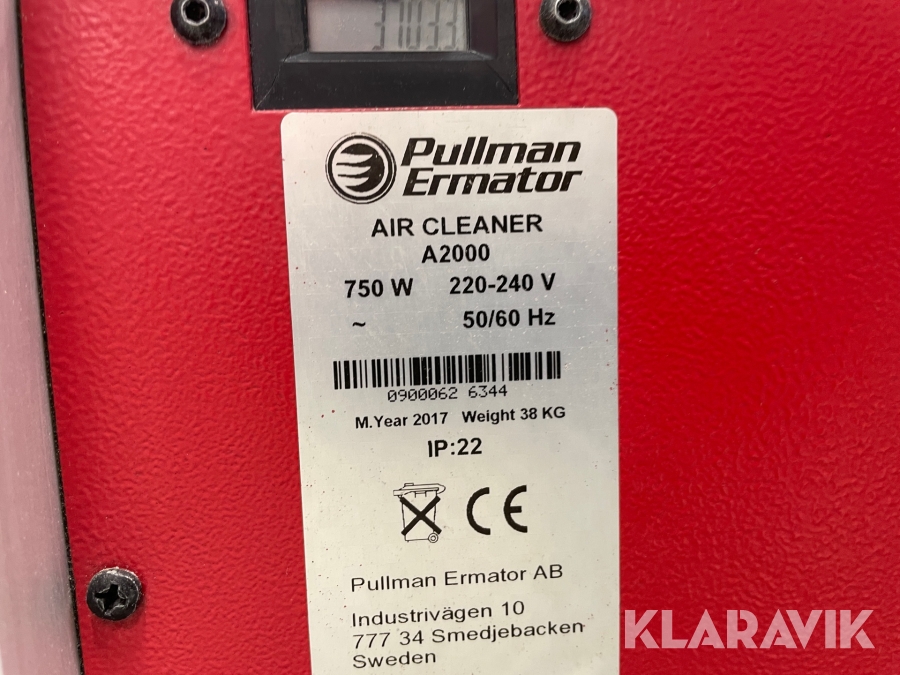 Pullman
Ermator
AIR CLEANER
A2000
750 W 220-240 V
~ 50/60 Hz
0900062 6344
M.Year 2017 Weight 38 KG
IP:22
CE
Pullman Ermator AB
Industrivägen 10
777 34 Smedjebacken
Sweden
KLARAVIK